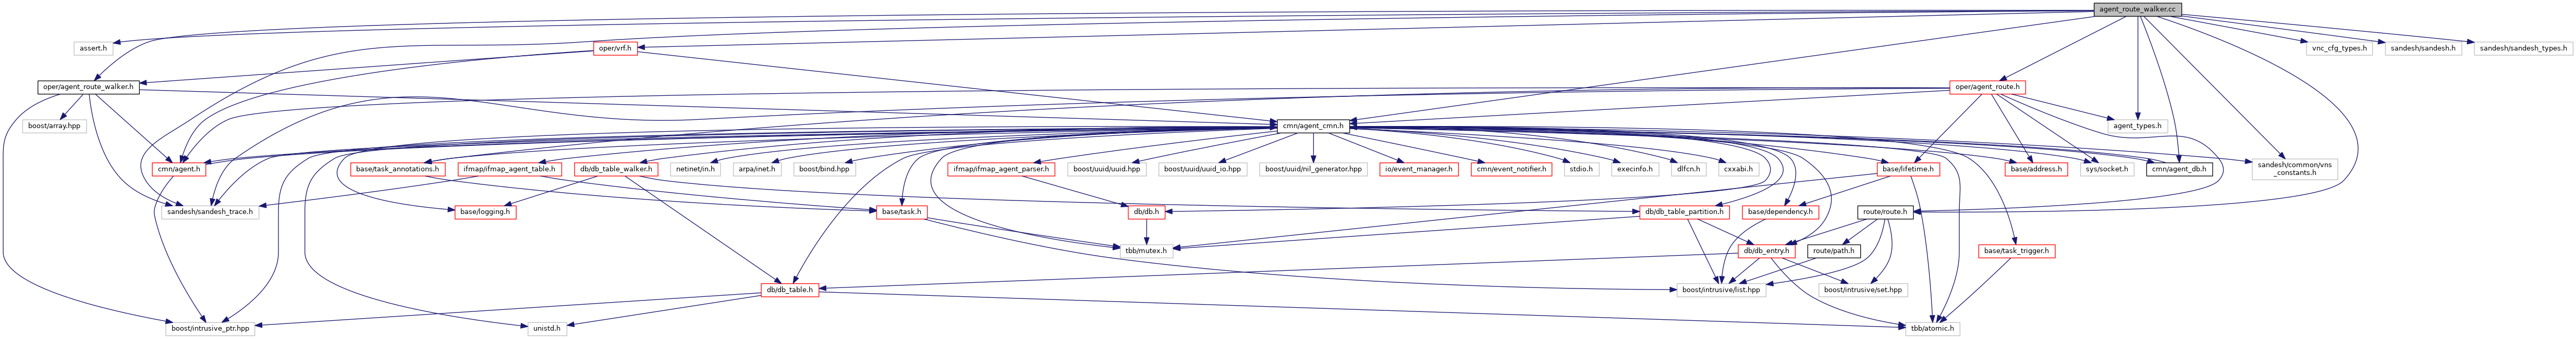 agent_route_walker.cc
assert.h
oper/vrf.h
vnc_cfg_types.h
sandesh/sandesh.h
sandesh/sandesh_types.h
oper/agent_route_walker.h
oper/agent_route.h
boost/array.hpp
cmn/agent_cmn.h
agent_types.h
cmn/agent.h
base/task_annotations.h
ifmap/ifmap_agent_table.h
db/db_table_walker.h
netinet/in.h
arpa/inet.h
boost/bind.hpp
ifmap/ifmap_agent_parser.h
boost/uuid/uuid.hpp
boost/uuid/uuid_io.hpp
boost/uuid/nil_generator.hpp
io/event_manager.h
cmn/event_notifier.h
stdio.h
execinfo.h
dlfcn.h
cxxabi.h
base/lifetime.h
base/address.h
sys/socket.h
cmn/agent_db.h
sandesh/common/vns
_constants.h
sandesh/sandesh_trace.h
base/logging.h
base/task.h
db/db.h
db/db_table_partition.h
base/dependency.h
route/route.h
tbb/mutex.h
db/db_entry.h
route/path.h
base/task_trigger.h
db/db_table.h
boost/intrusive/list.hpp
boost/intrusive/set.hpp
boost/intrusive_ptr.hpp
unistd.h
tbb/atomic.h